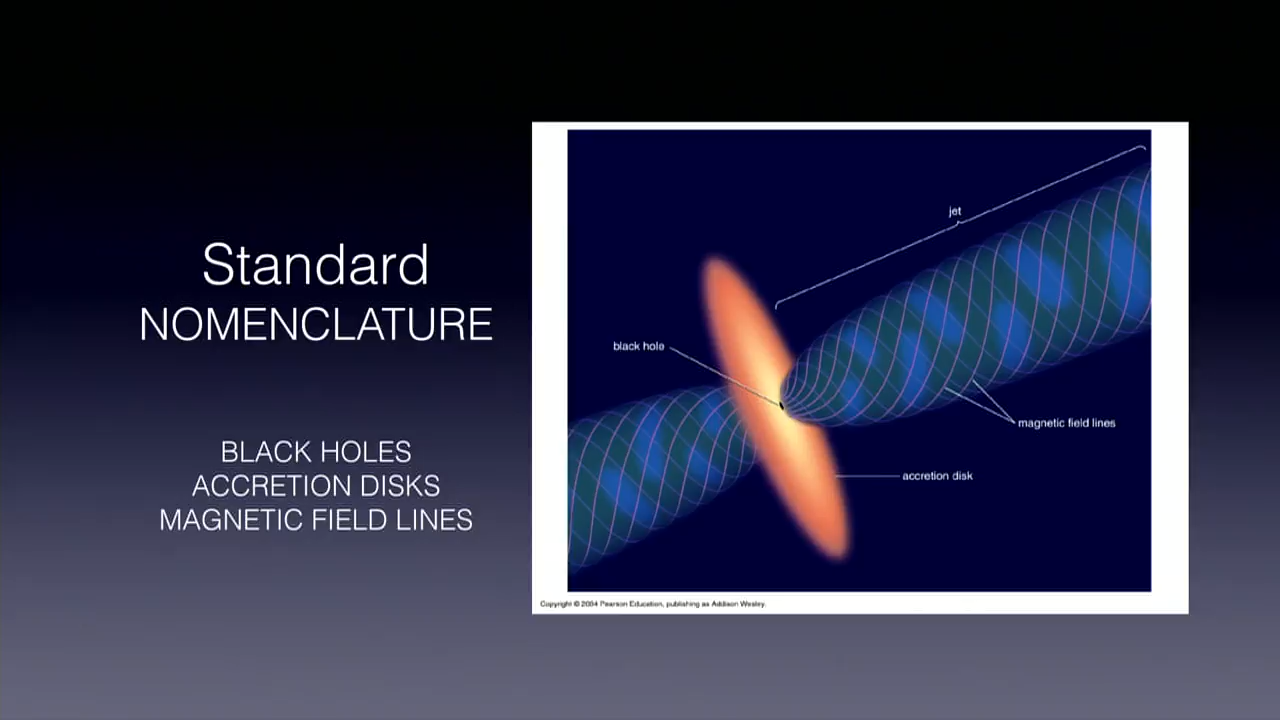 Standard
NOMENCLATURE
BLACK HOLES
ACCRETION DISKS
MAGNETIC FIELD LINES
jet
black hole
magnetic field lines
accretion disk
Copyright © 2004 Pearson Education, publishing as Addison Wesley.